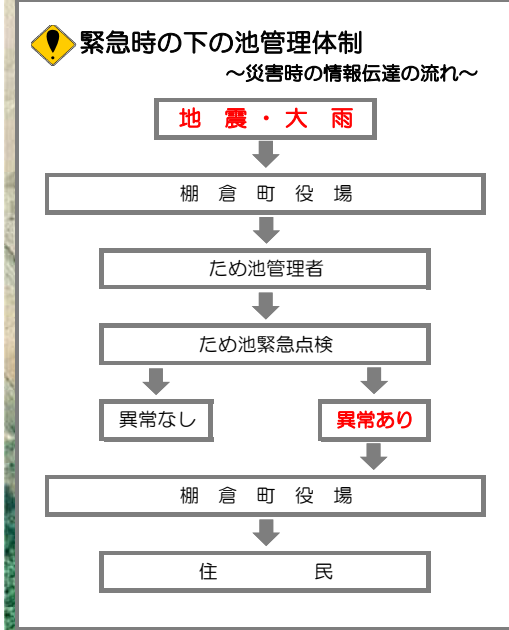 緊急時の下の池管理体制
～災害時の情報伝達の流れ～
地 震・大 雨
棚 倉 町 役 場
ため池管理者
ため池緊急点検
異常なし 異常あり
棚 倉 町 役 場
住 民